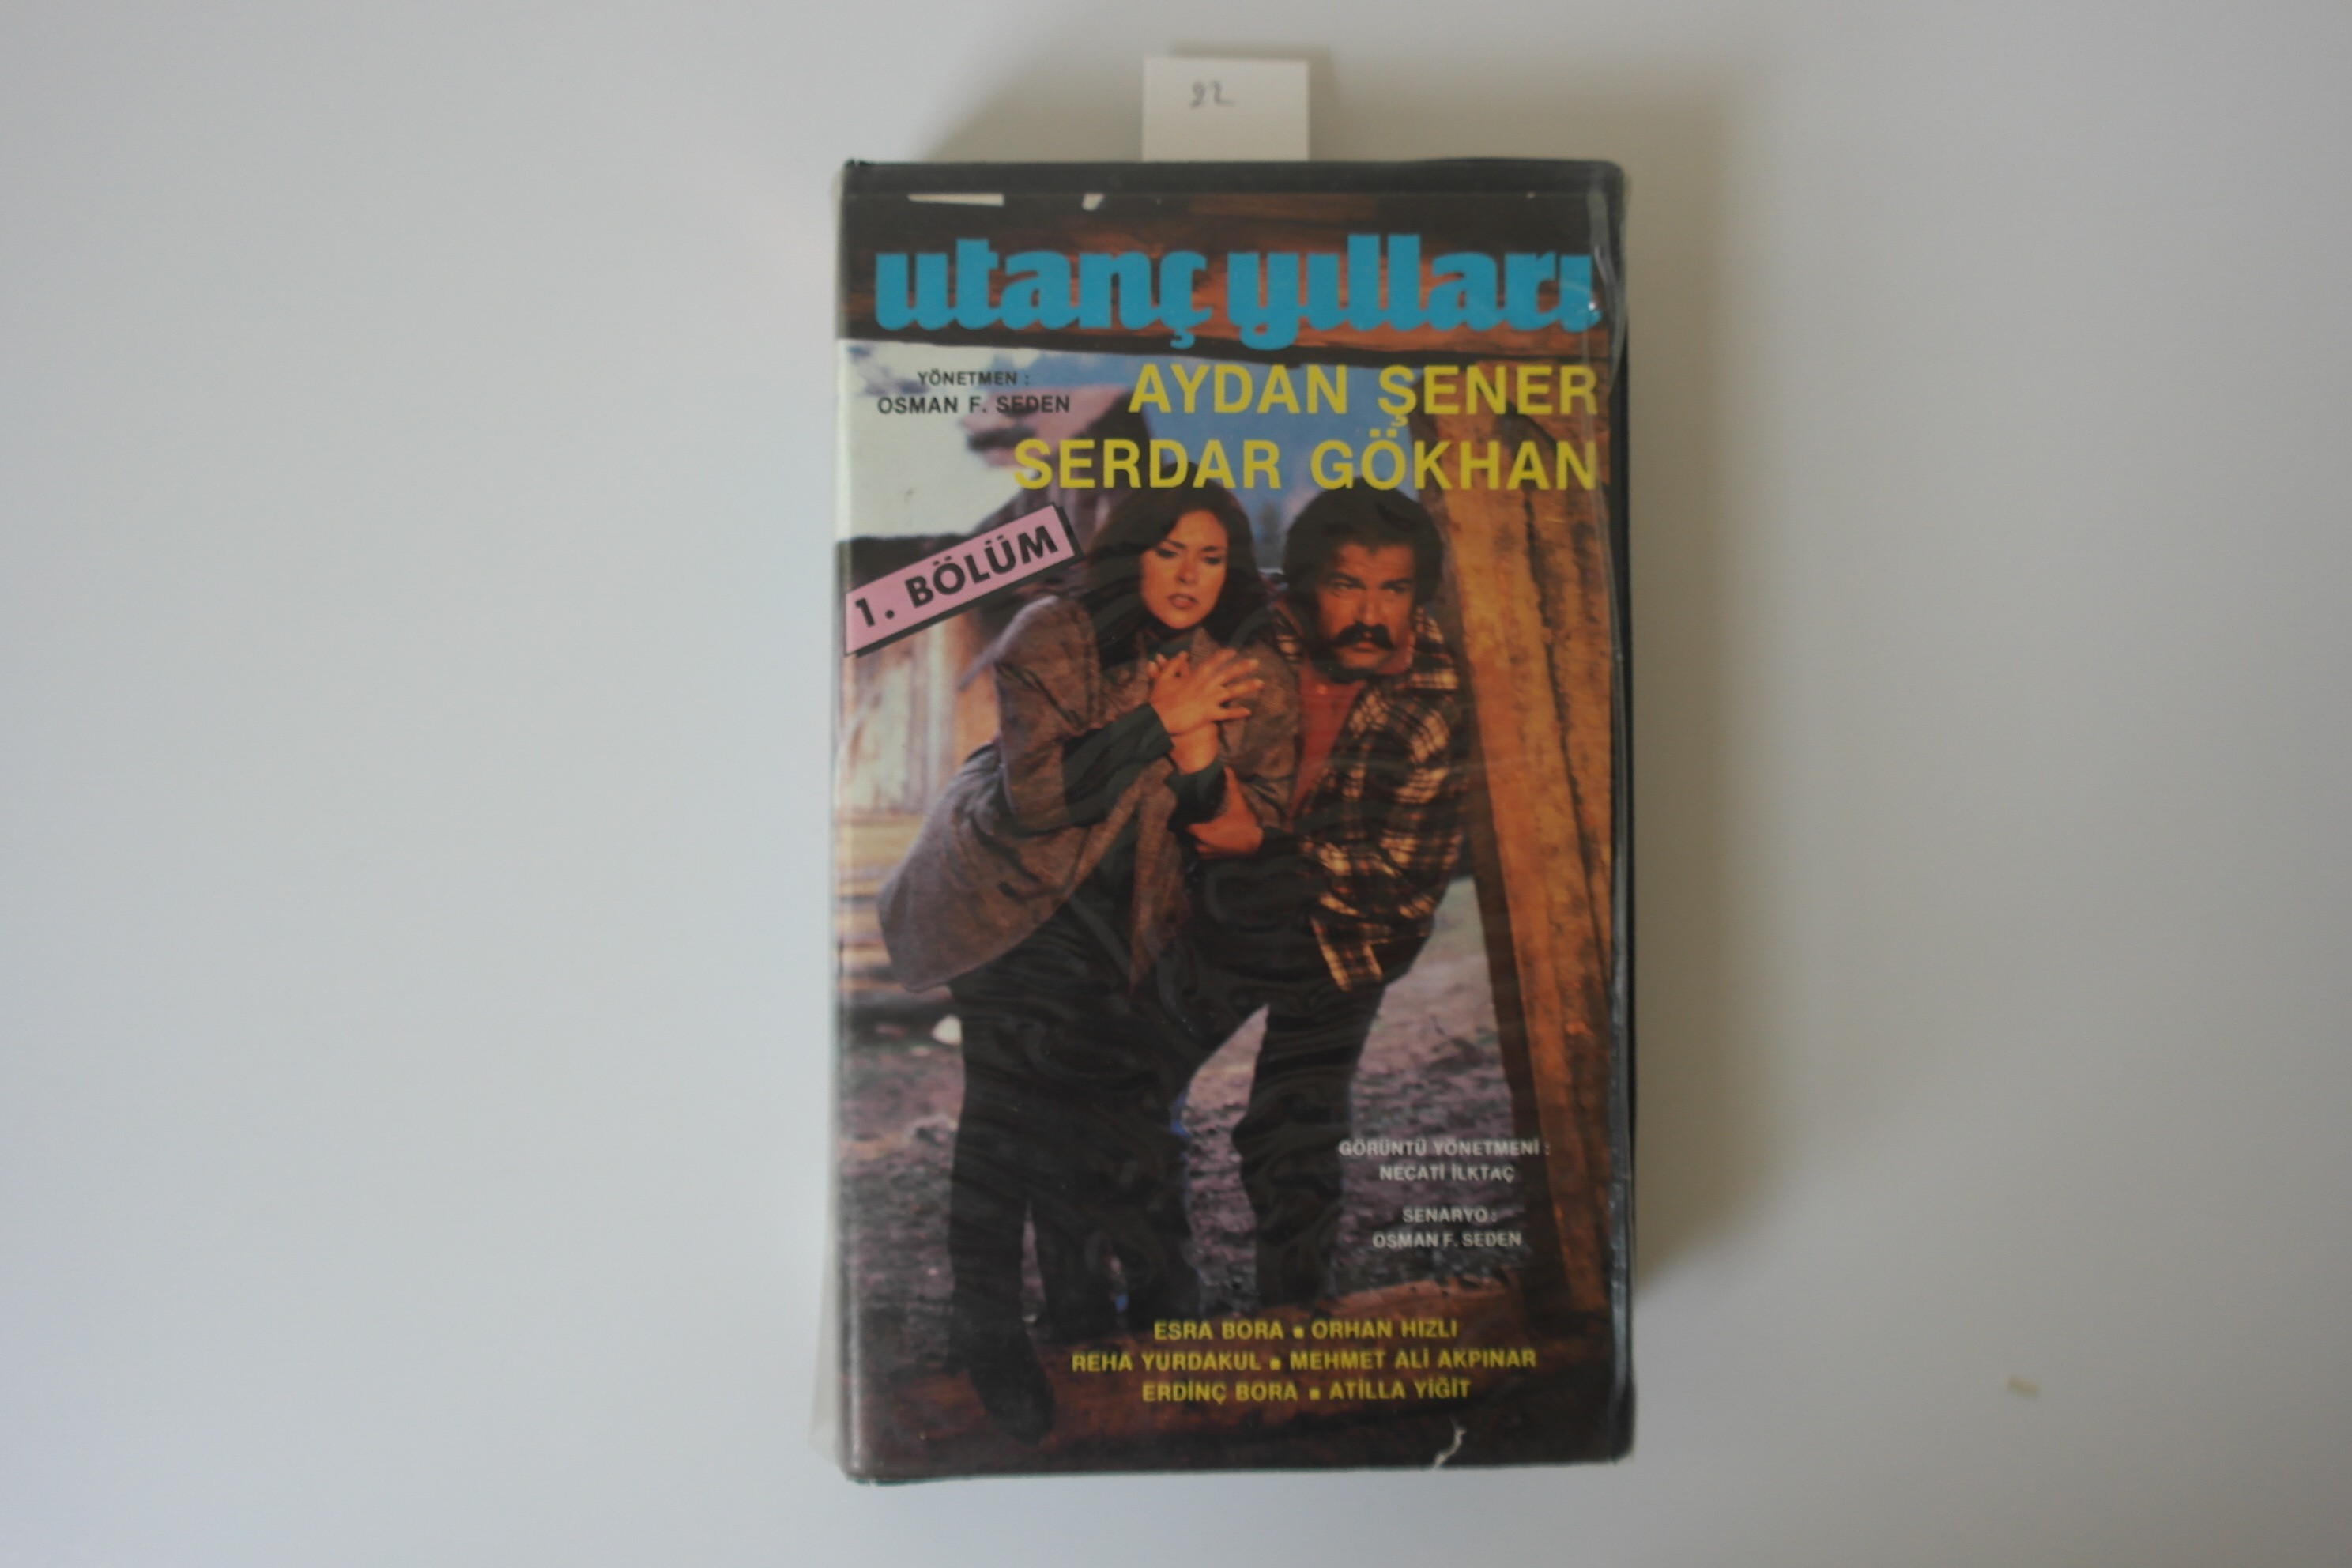 22
utanç yılları
YÖNETMEN :
OSMAN F. SEDEN
AYDAN ŞENER
SERDAR GÖKHAN
1. BÖLÜM
GÖRÜNTÜ YÖNETMENİ :
NECATİ İLKTAÇ
SENARYO :
OSMAN F. SEDEN
ESRA BORA ▪ ORHAN HIZLI
REHA YURDAKUL ▪ MEHMET ALİ AKPINAR
ERDİNÇ BORA ▪ ATİLLA YİĞİT